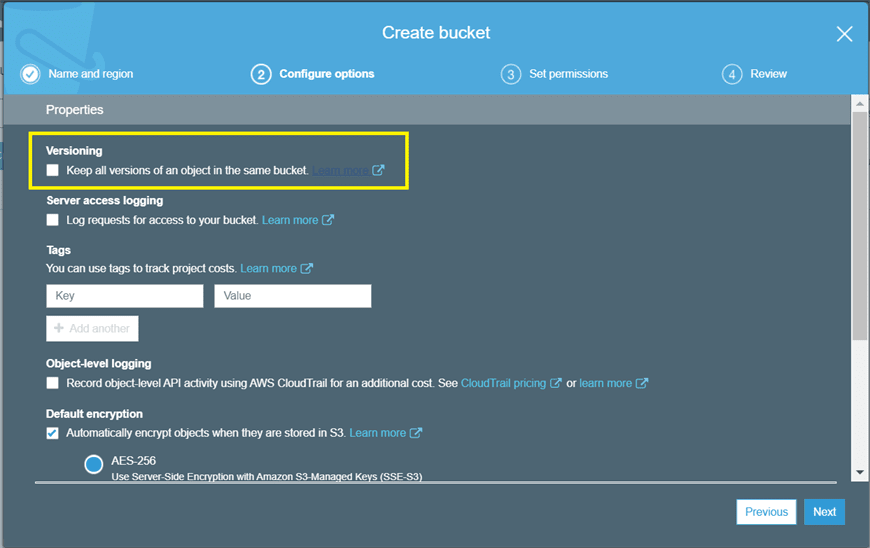 Create bucket
Name and region
2 Configure options
3 Set permissions
4 Review
Properties
Versioning
Keep all versions of an object in the same bucket. Learn more
Server access logging
Log requests for access to your bucket. Learn more
Tags
You can use tags to track project costs. Learn more
Key Value
+ Add another
Object-level logging
Record object-level API activity using AWS CloudTrail for an additional cost. See CloudTrail pricing or learn more
Default encryption
Automatically encrypt objects when they are stored in S3. Learn more
AES-256
Use Server-Side Encryption with Amazon S3-Managed Keys (SSE-S3)
Previous Next